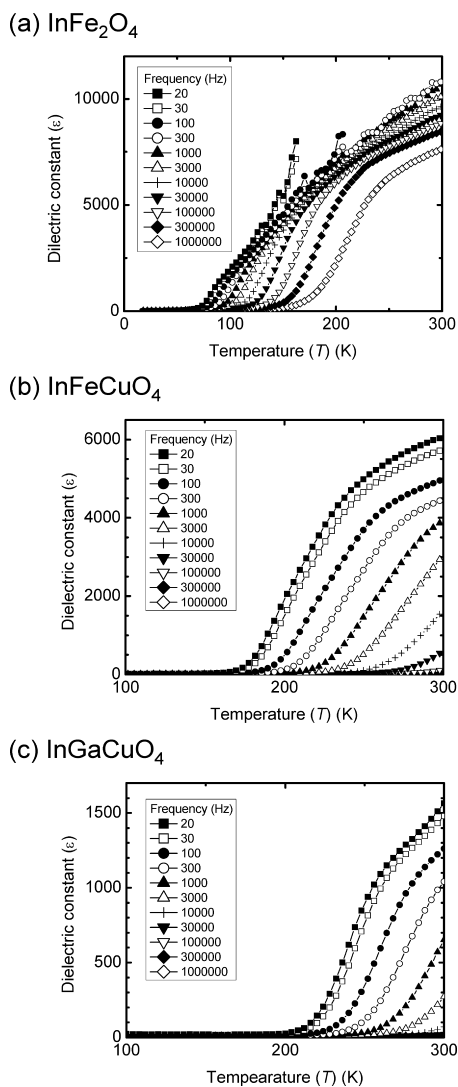 (a) InFe₂O₄
Dilectric constant (ε)
10000
5000
0
Frequency (Hz)
20
30
100
300
1000
3000
10000
30000
100000
300000
1000000
0 100 200 300
Temperature (T) (K)
(b) InFeCuO₄
Dielectric constant (ε)
6000
4000
2000
0
Frequency (Hz)
20
30
100
300
1000
3000
10000
30000
100000
300000
1000000
100 200 300
Temperature (T) (K)
(c) InGaCuO₄
Dielectric constant (ε)
1500
1000
500
0
Frequency (Hz)
20
30
100
300
1000
3000
10000
30000
100000
300000
1000000
100 200 300
Tempearature (T) (K)